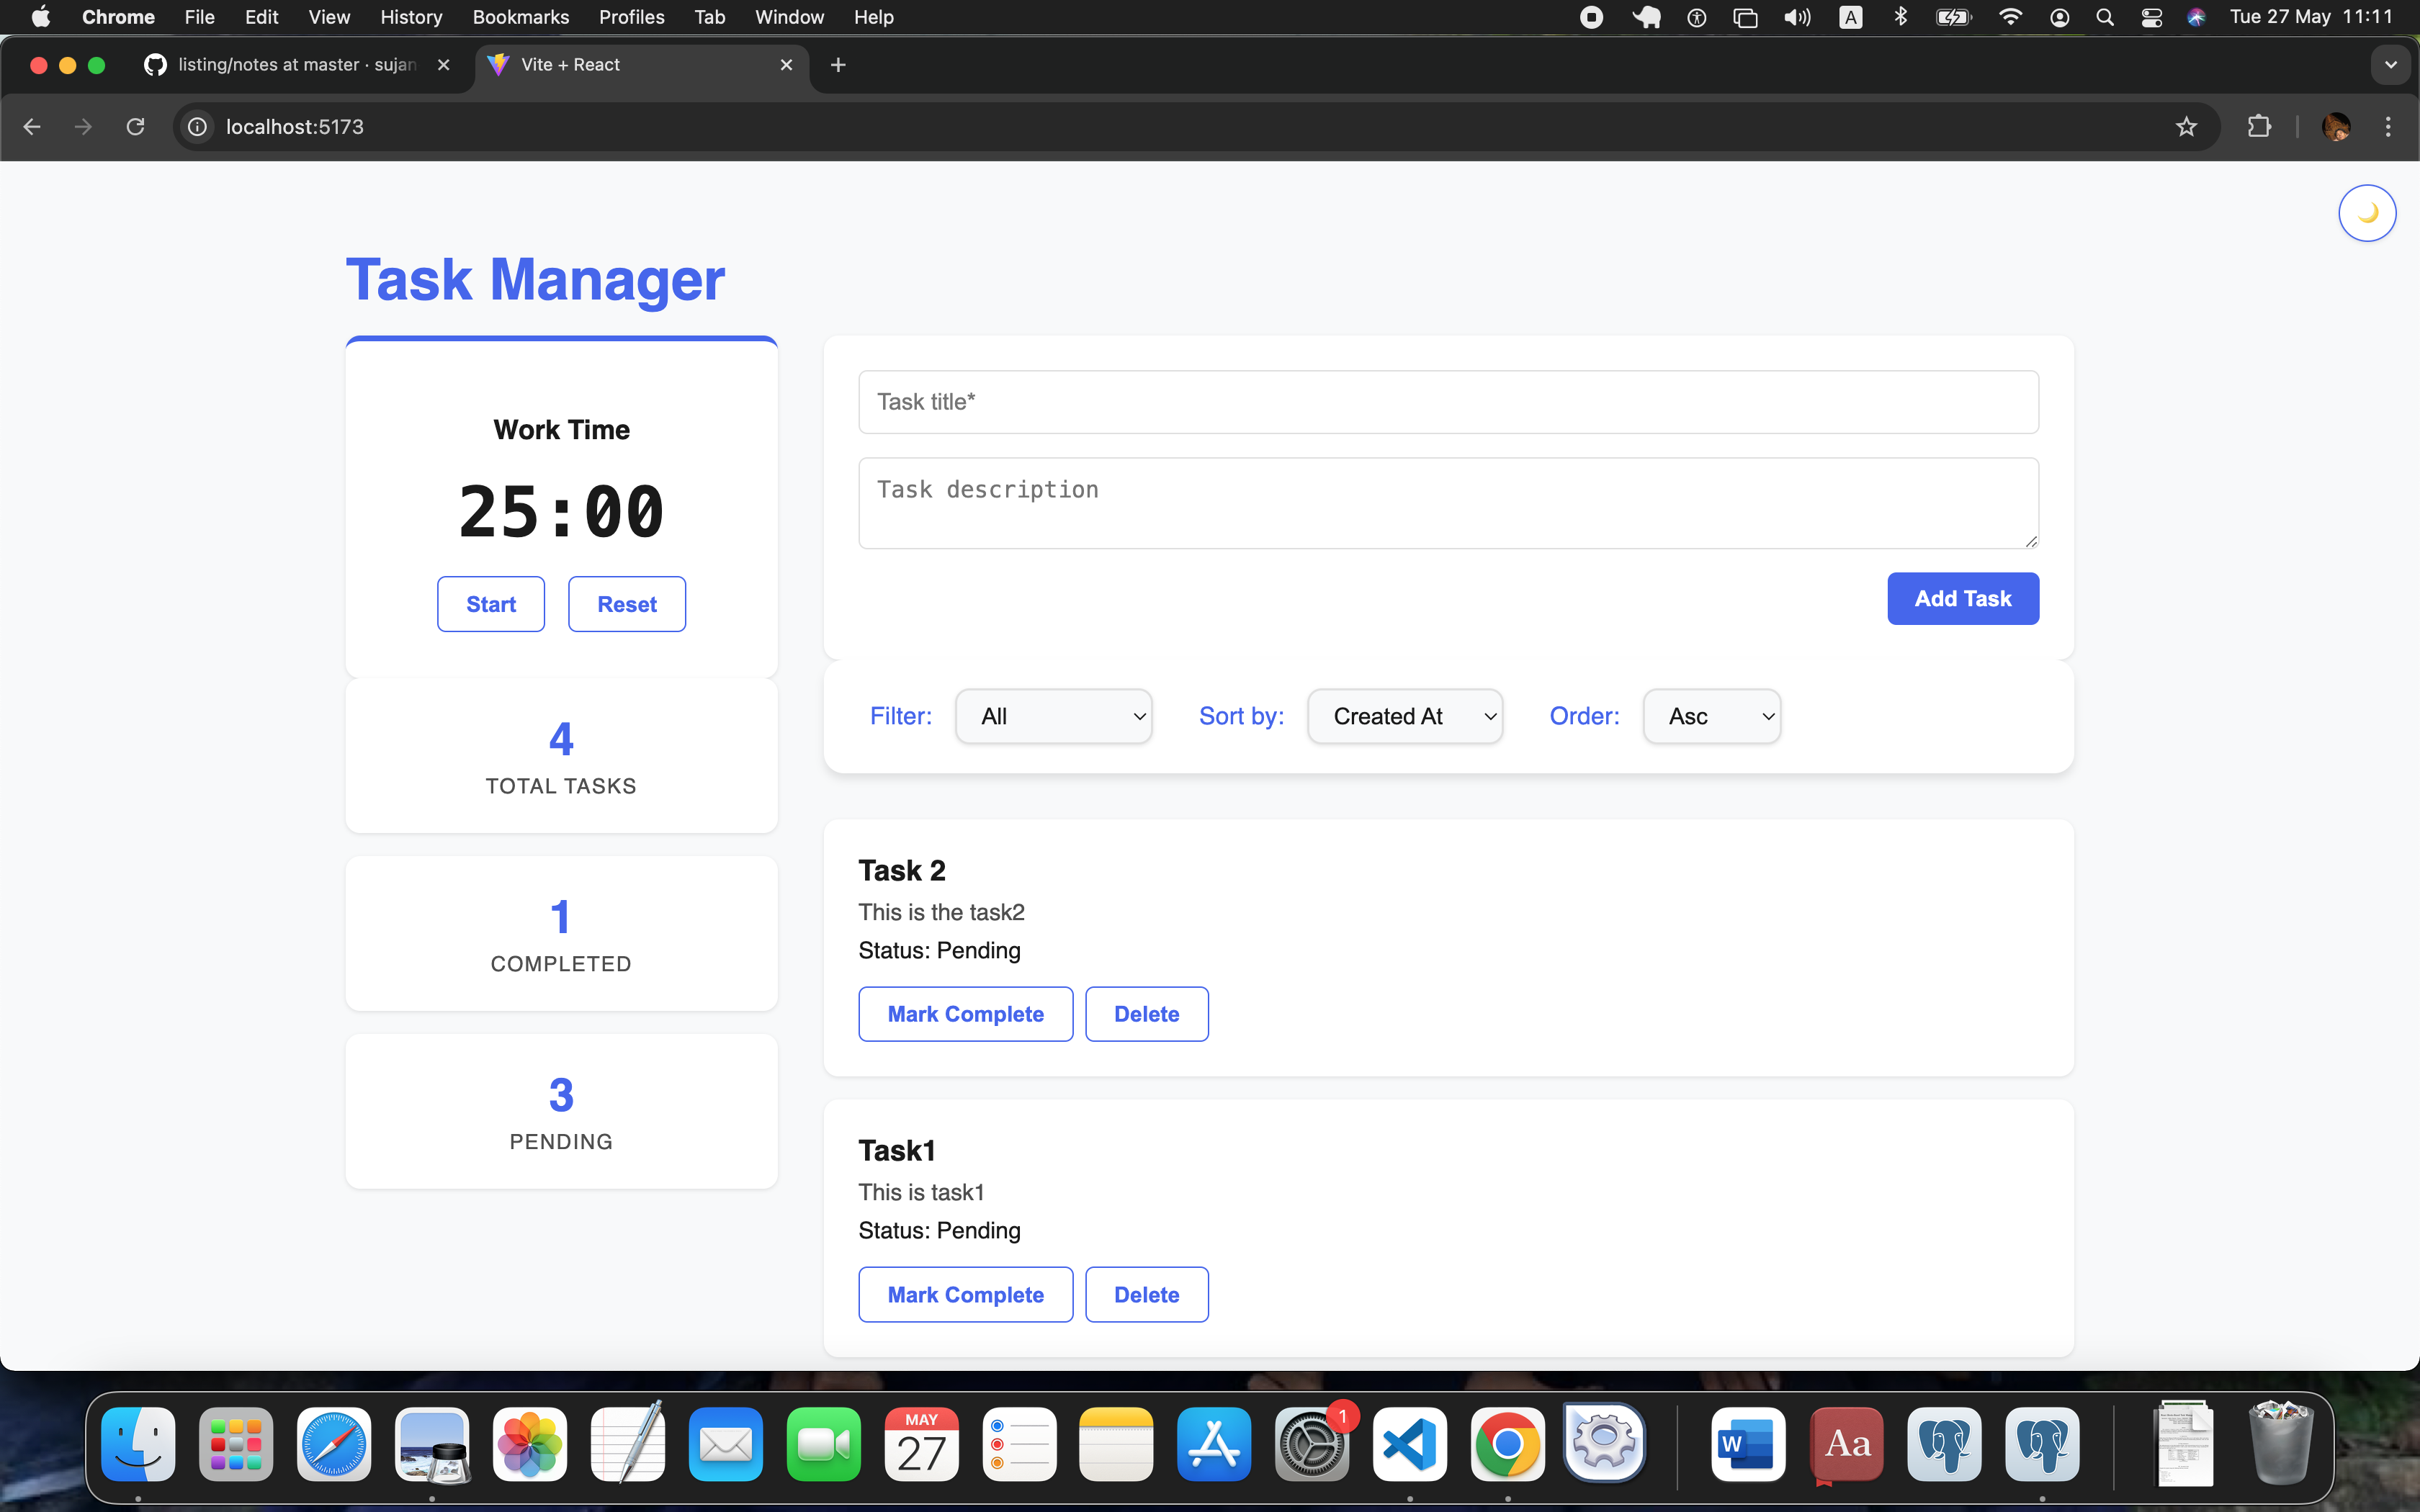 Chrome File Edit View History Bookmarks Profiles Tab Window Help A Tue 27 May 11:11
listing/notes at master · sujan Vite + React
localhost:5173
Task Manager
Work Time
25:00
Start Reset
4
TOTAL TASKS
1
COMPLETED
3
PENDING
Task title*
Task description
Add Task
Filter: All Sort by: Created At Order: Asc
Task 2
This is the task2
Status: Pending
Mark Complete Delete
Task1
This is task1
Status: Pending
Mark Complete Delete
MAY
27
1
W
Aa